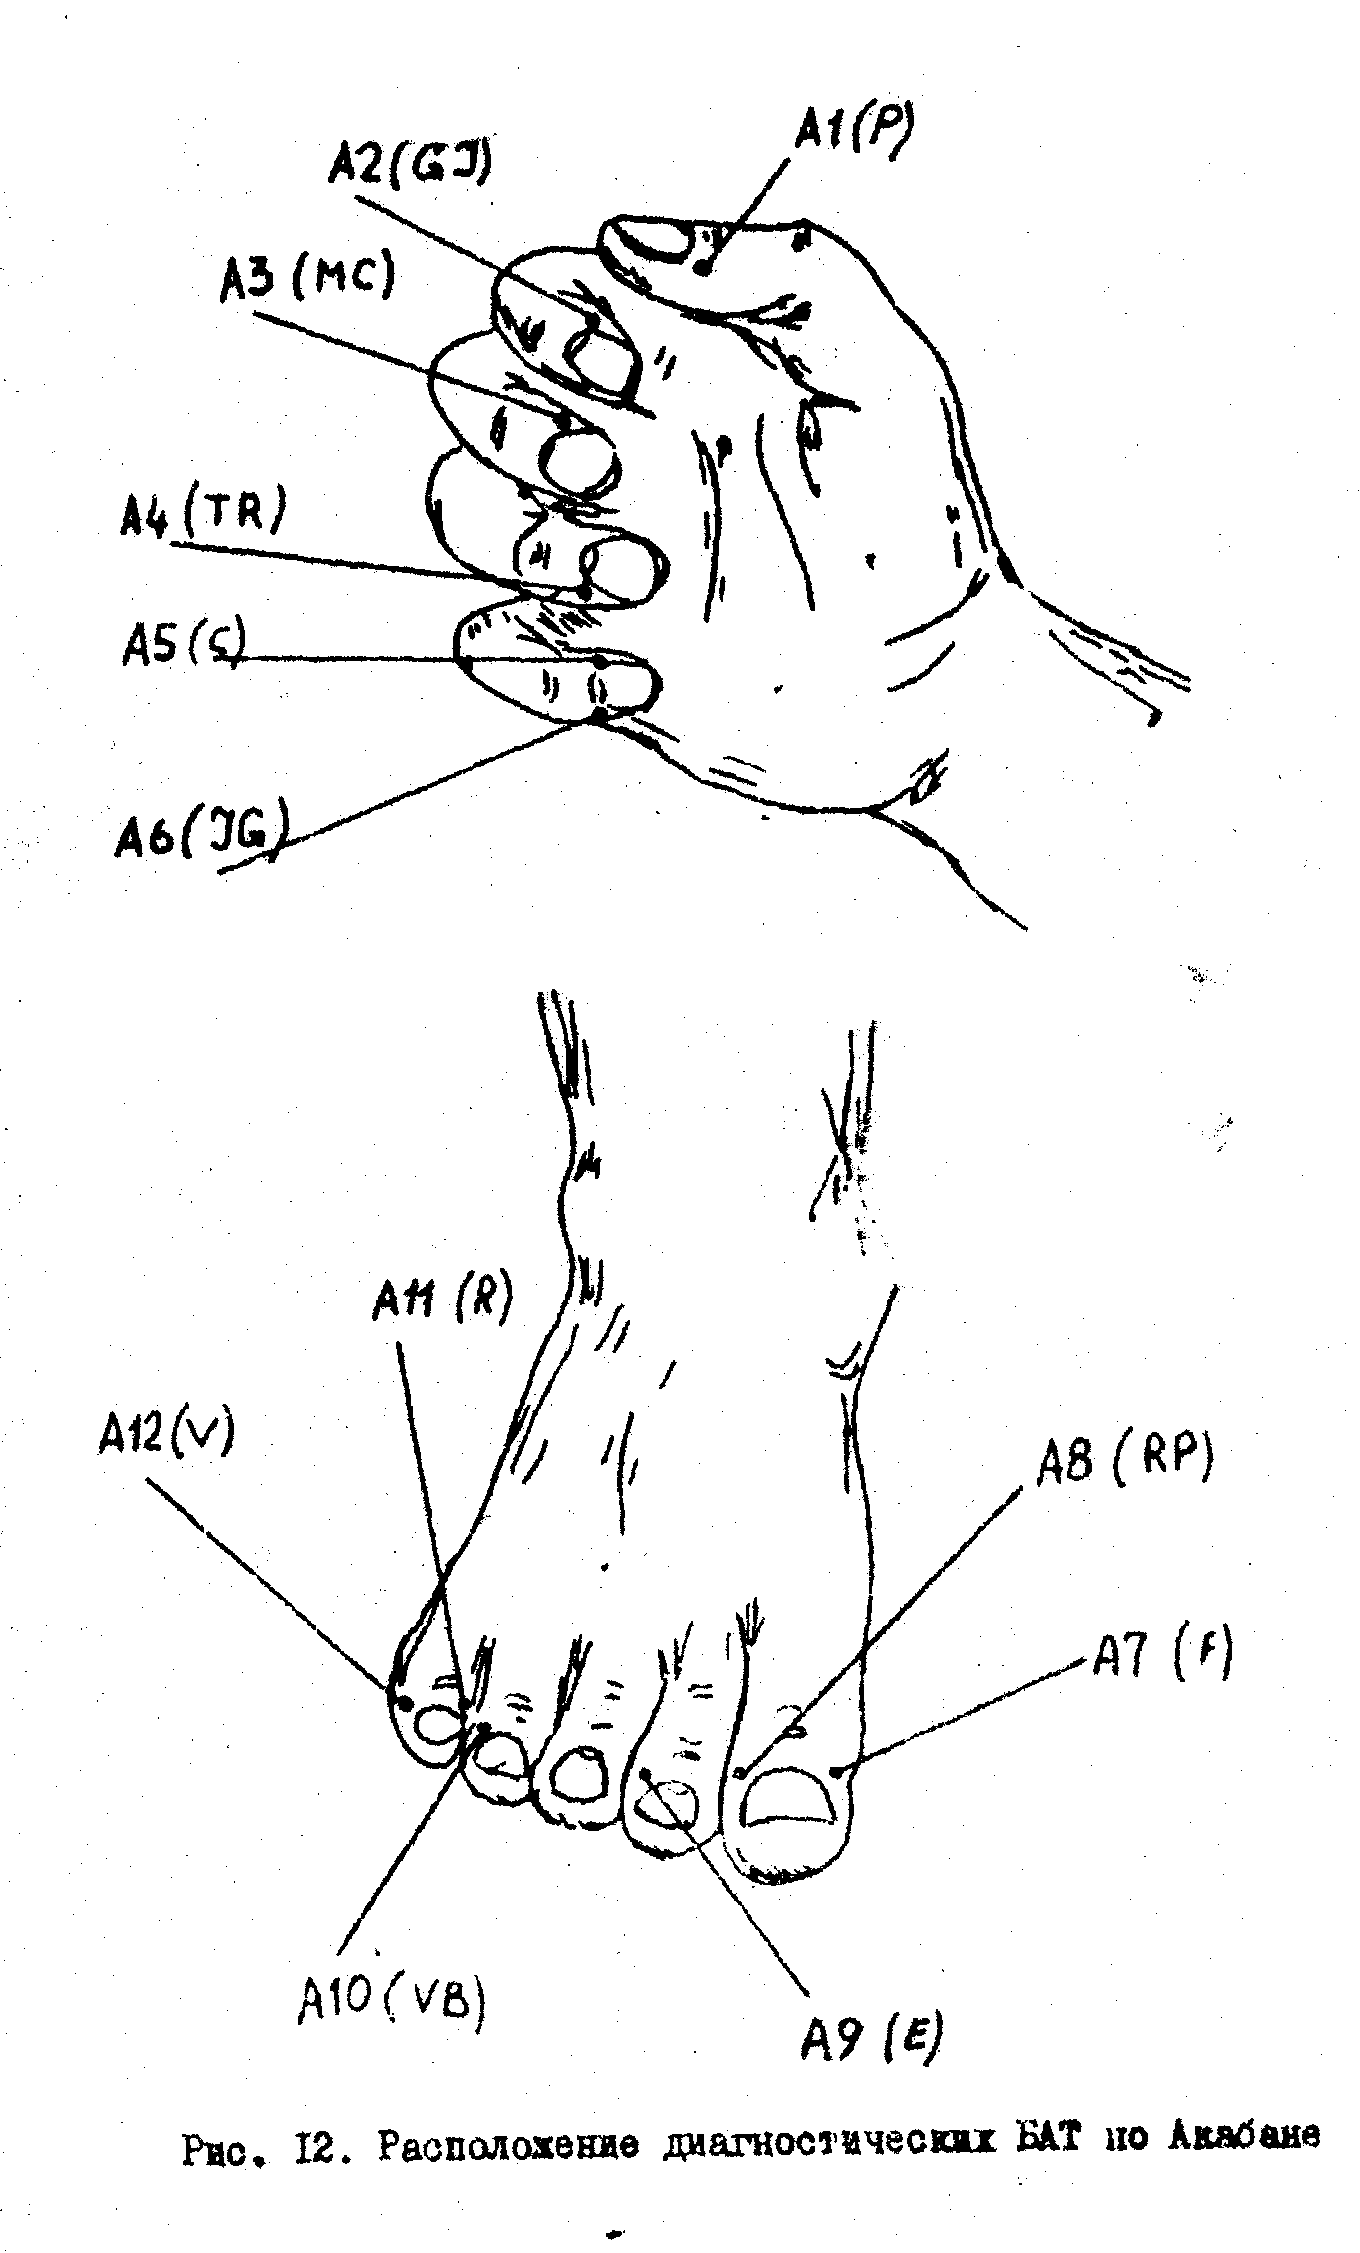 A1(P)
A2(GJ)
A3(MC)
A4(TR)
A5(S)
A6(JG)
A11(R)
A12(V)
A8(RP)
A7(F)
A10(VB)
A9(E)
Рис. I2. Расположение диагностических БАТ по Акабане